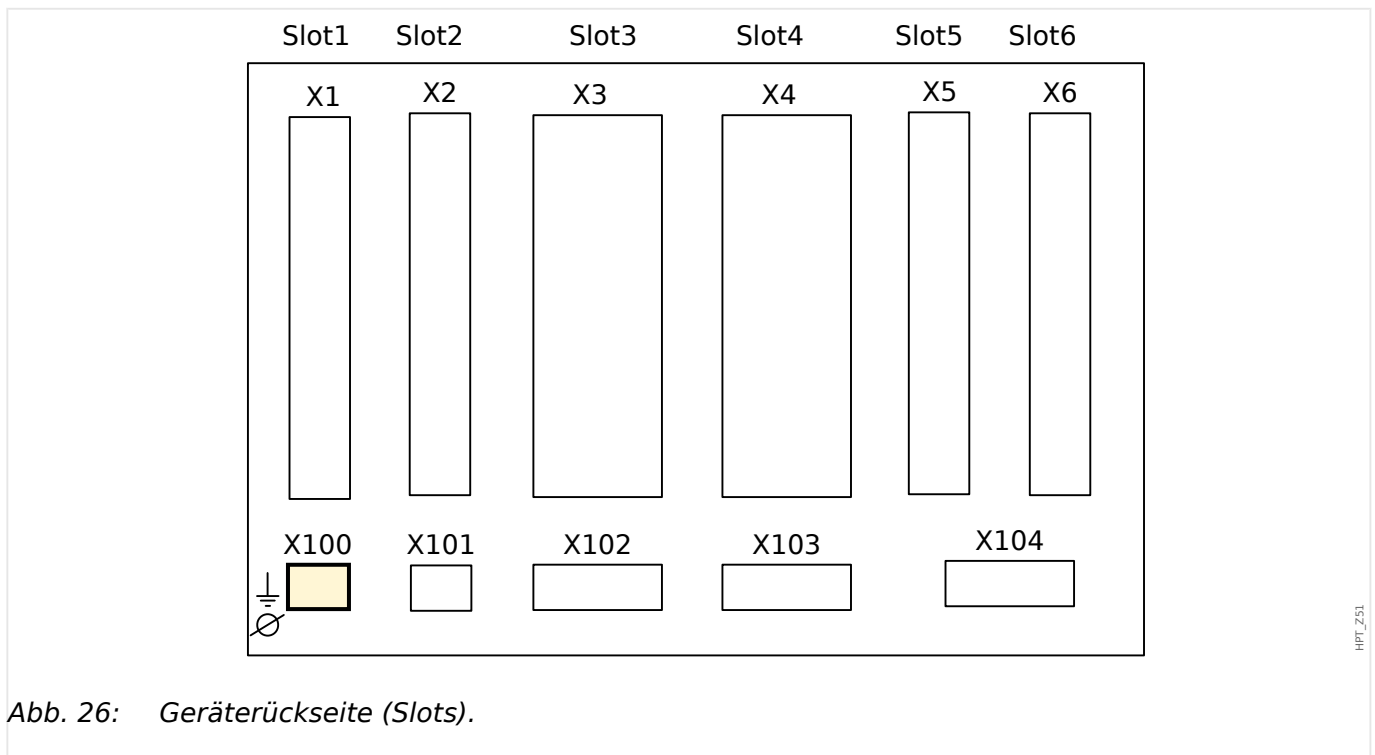 Slot1 Slot2 Slot3 Slot4 Slot5 Slot6
X1 X2 X3 X4 X5 X6
X100 X101 X102 X103 X104
HPT_Z51
Abb. 26: Geräterückseite (Slots).